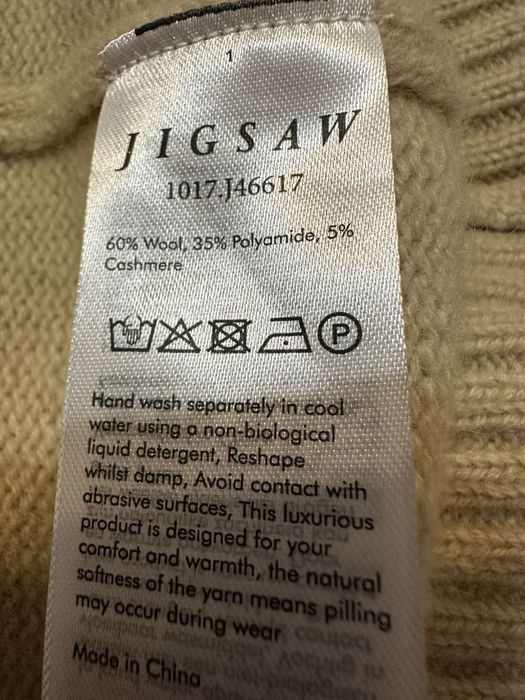 1
JIGSAW
1017.J46617
60% Wool, 35% Polyamide, 5%
Cashmere
P
Hand wash separately in cool
water using a non-biological
liquid detergent, Reshape
whilst damp, Avoid contact with
abrasive surfaces, This luxurious
product is designed for your
comfort and warmth, the natural
softness of the yarn means pilling
may occur during wear
Made in China